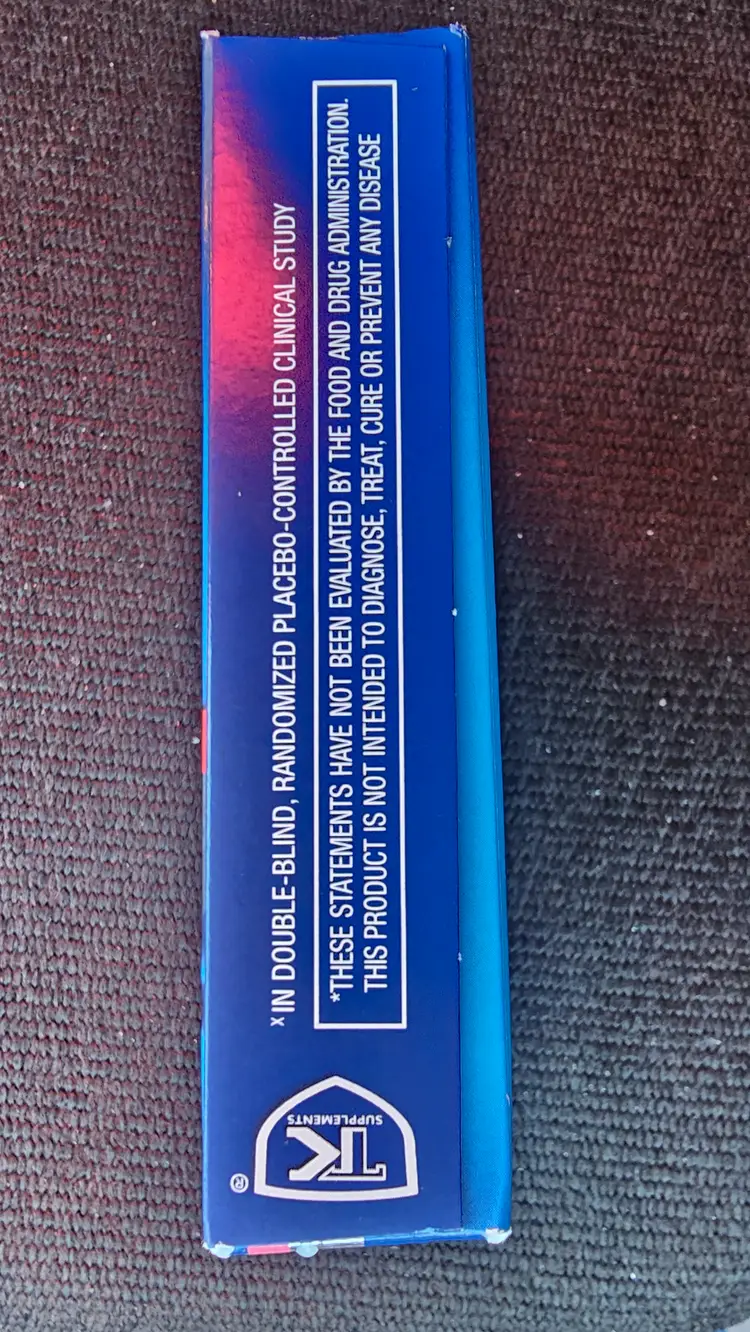 ˣIN DOUBLE-BLIND, RANDOMIZED PLACEBO-CONTROLLED CLINICAL STUDY
*THESE STATEMENTS HAVE NOT BEEN EVALUATED BY THE FOOD AND DRUG ADMINISTRATION.
THIS PRODUCT IS NOT INTENDED TO DIAGNOSE, TREAT, CURE OR PREVENT ANY DISEASE
TK
SUPPLEMENTS
®